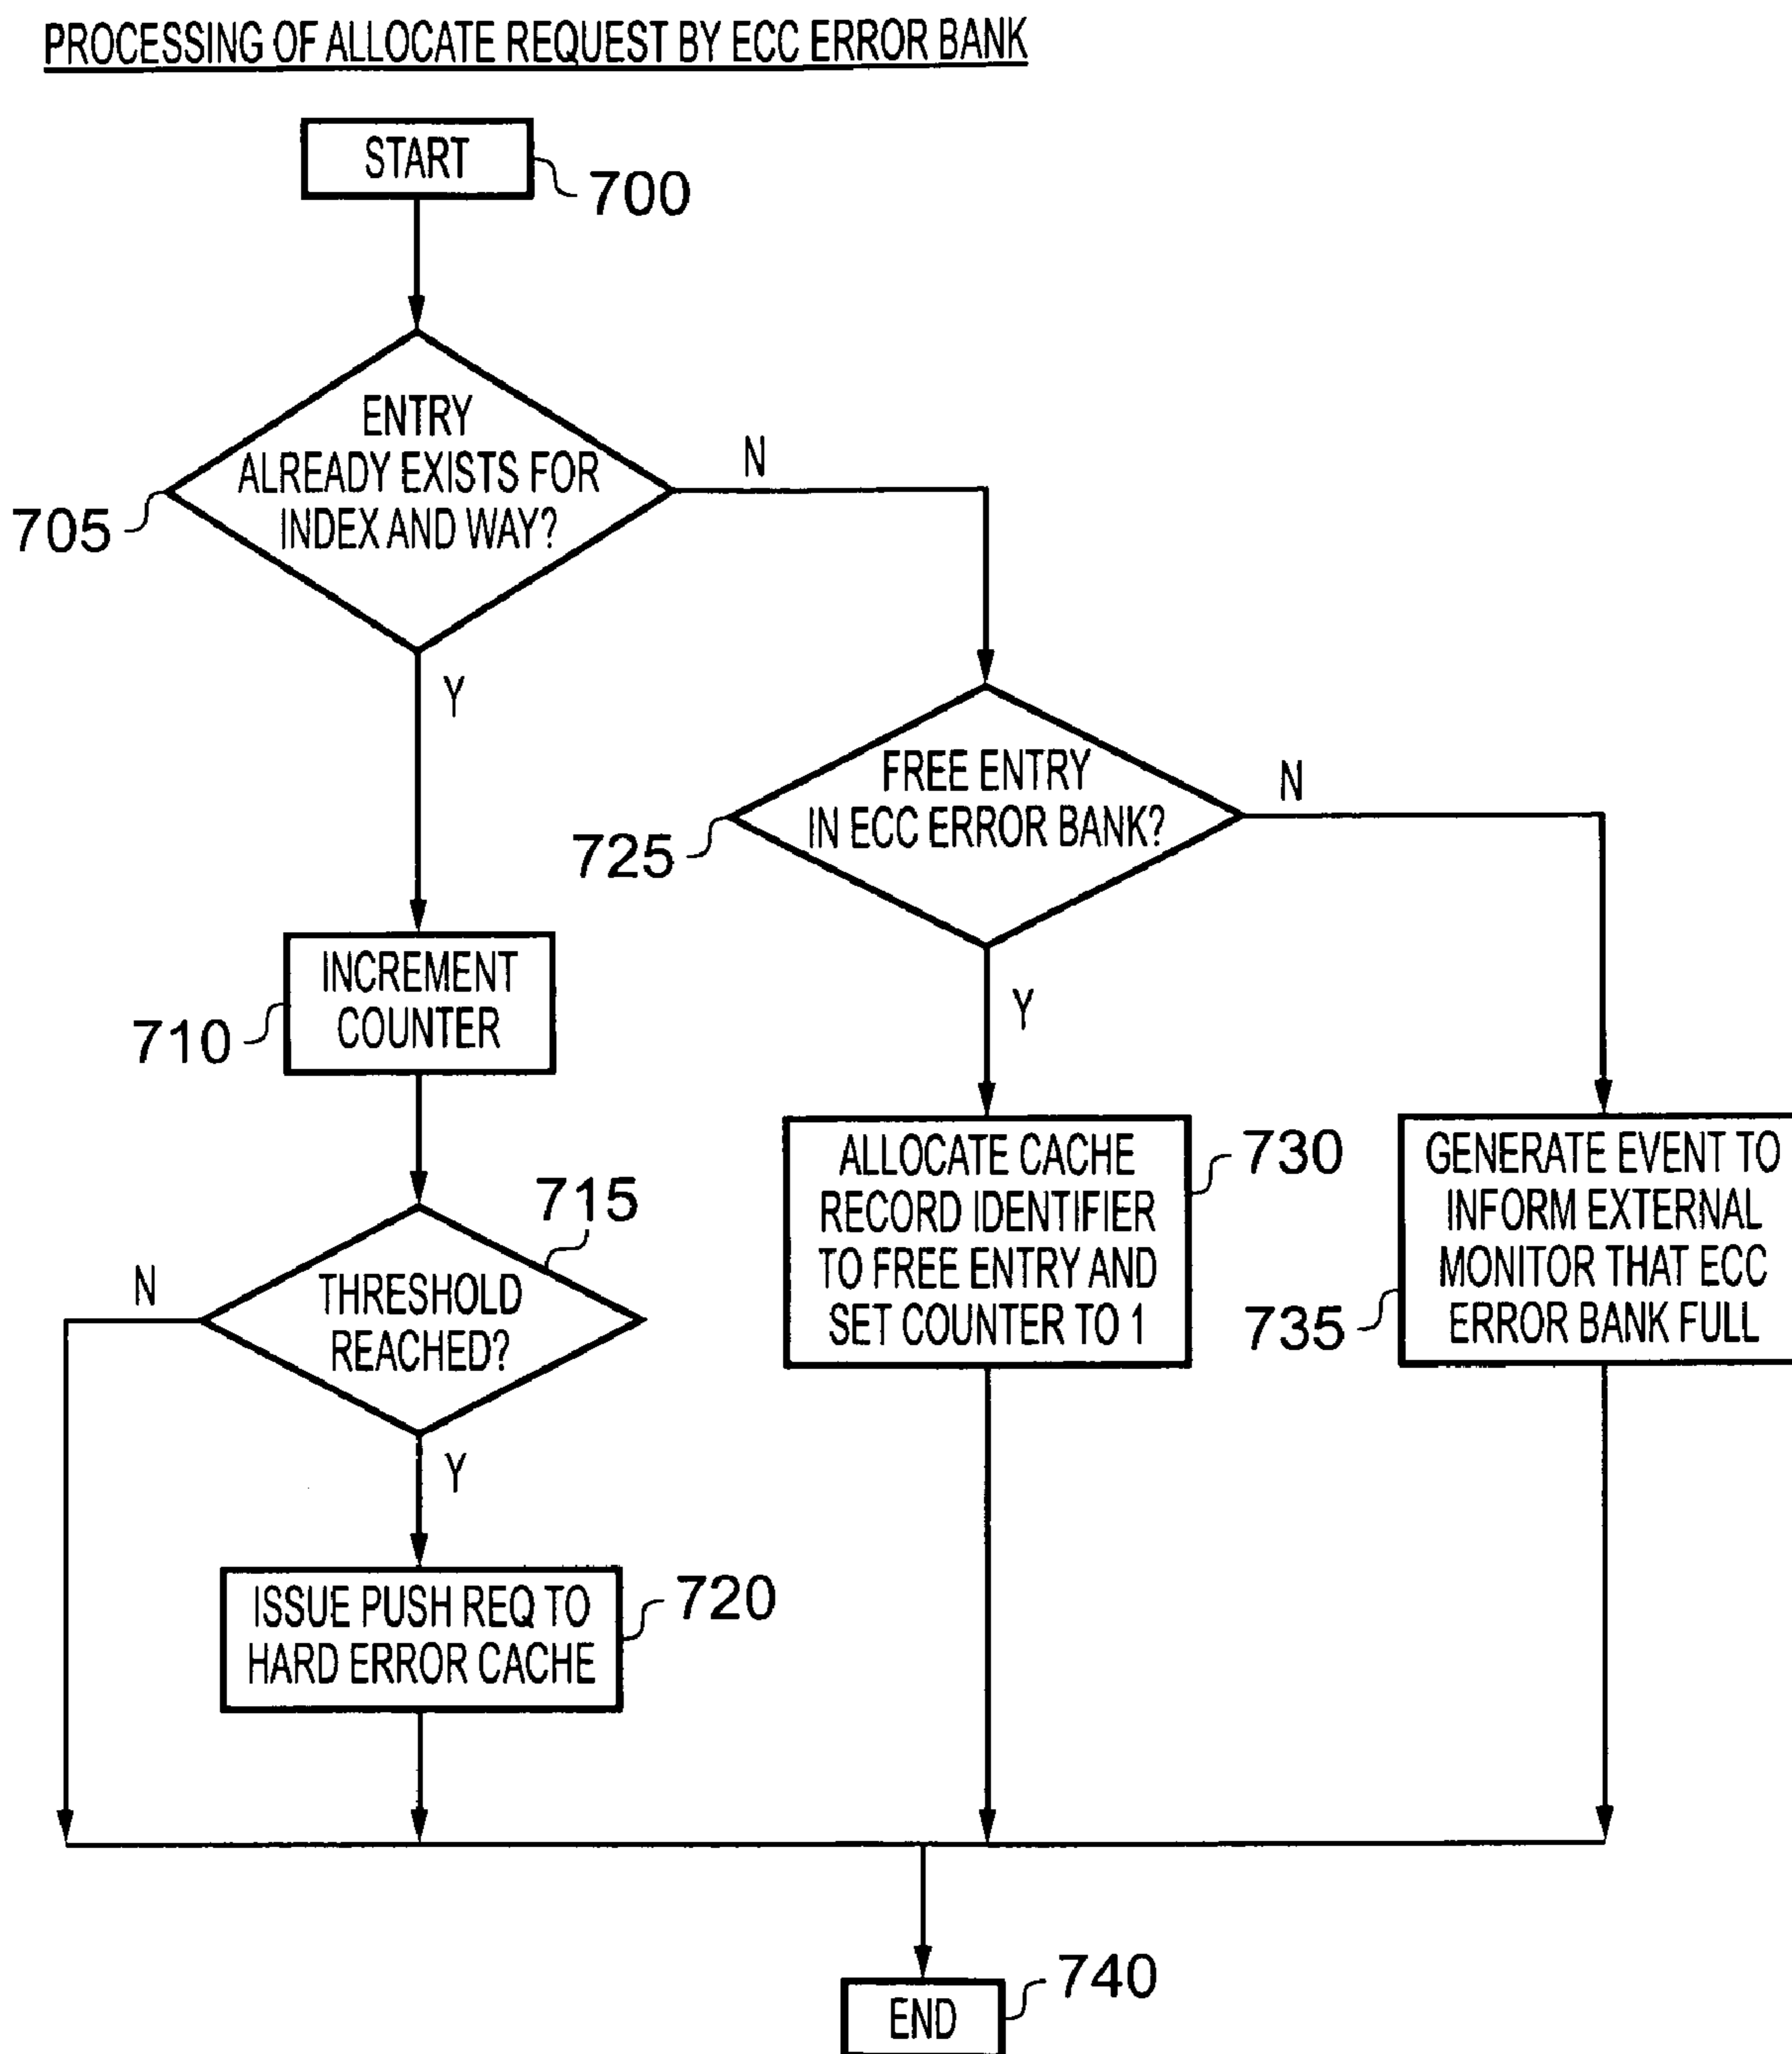 PROCESSING OF ALLOCATE REQUEST BY ECC ERROR BANK
START
700
ENTRY
ALREADY EXISTS FOR
INDEX AND WAY?
705
N
Y
FREE ENTRY
IN ECC ERROR BANK?
725
N
Y
INCREMENT
COUNTER
710
ALLOCATE CACHE
RECORD IDENTIFIER
TO FREE ENTRY AND
SET COUNTER TO 1
730
GENERATE EVENT TO
INFORM EXTERNAL
MONITOR THAT ECC
ERROR BANK FULL
735
715
THRESHOLD
REACHED?
N
Y
ISSUE PUSH REQ TO
HARD ERROR CACHE
720
END
740